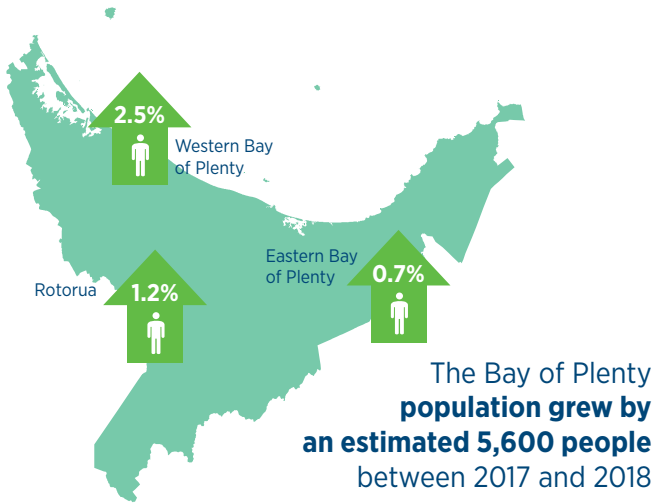 2.5%
Western Bay
of Plenty
Eastern Bay
of Plenty
0.7%
Rotorua
1.2%
The Bay of Plenty
population grew by
an estimated 5,600 people
between 2017 and 2018